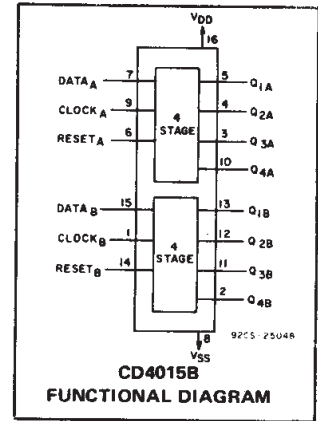 VDD
16
DATAA 7 5 Q1A
CLOCKA 9 4 Q2A
RESETA 6 4 STAGE 3 Q3A
10 Q4A
DATAB 15 13 Q1B
CLOCKB 1 4 STAGE 12 Q2B
RESETB 14 11 Q3B
2 Q4B
8
VSS
92CS-25048
CD4015B
FUNCTIONAL DIAGRAM